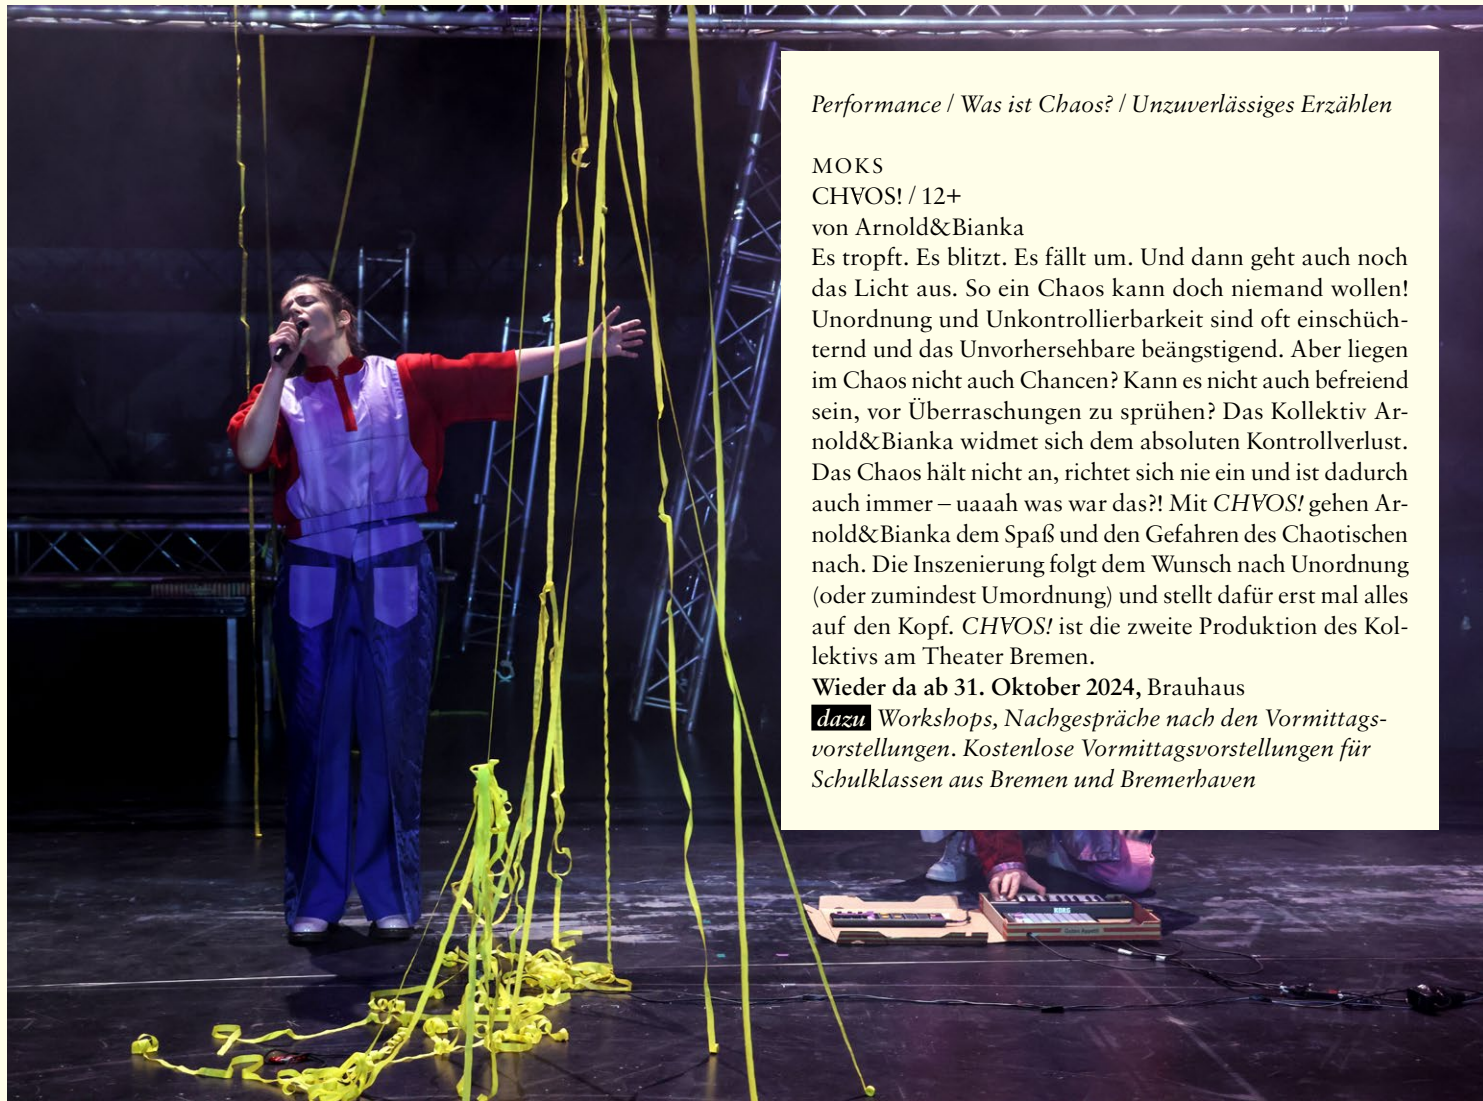 Performance / Was ist Chaos? / Unzuverlässiges Erzählen
MOKS
CH∀OS! / 12+
von Arnold&Bianka
Es tropft. Es blitzt. Es fällt um. Und dann geht auch noch
das Licht aus. So ein Chaos kann doch niemand wollen!
Unordnung und Unkontrollierbarkeit sind oft einschüch-
ternd und das Unvorhersehbare beängstigend. Aber liegen
im Chaos nicht auch Chancen? Kann es nicht auch befreiend
sein, vor Überraschungen zu sprühen? Das Kollektiv Ar-
nold&Bianka widmet sich dem absoluten Kontrollverlust.
Das Chaos hält nicht an, richtet sich nie ein und ist dadurch
auch immer – uaaah was war das?! Mit CH∀OS! gehen Ar-
nold&Bianka dem Spaß und den Gefahren des Chaotischen
nach. Die Inszenierung folgt dem Wunsch nach Unordnung
(oder zumindest Umordnung) und stellt dafür erst mal alles
auf den Kopf. CH∀OS! ist die zweite Produktion des Kol-
lektivs am Theater Bremen.
Wieder da ab 31. Oktober 2024, Brauhaus
dazu Workshops, Nachgespräche nach den Vormittags-
vorstellungen. Kostenlose Vormittagsvorstellungen für
Schulklassen aus Bremen und Bremerhaven
KORG